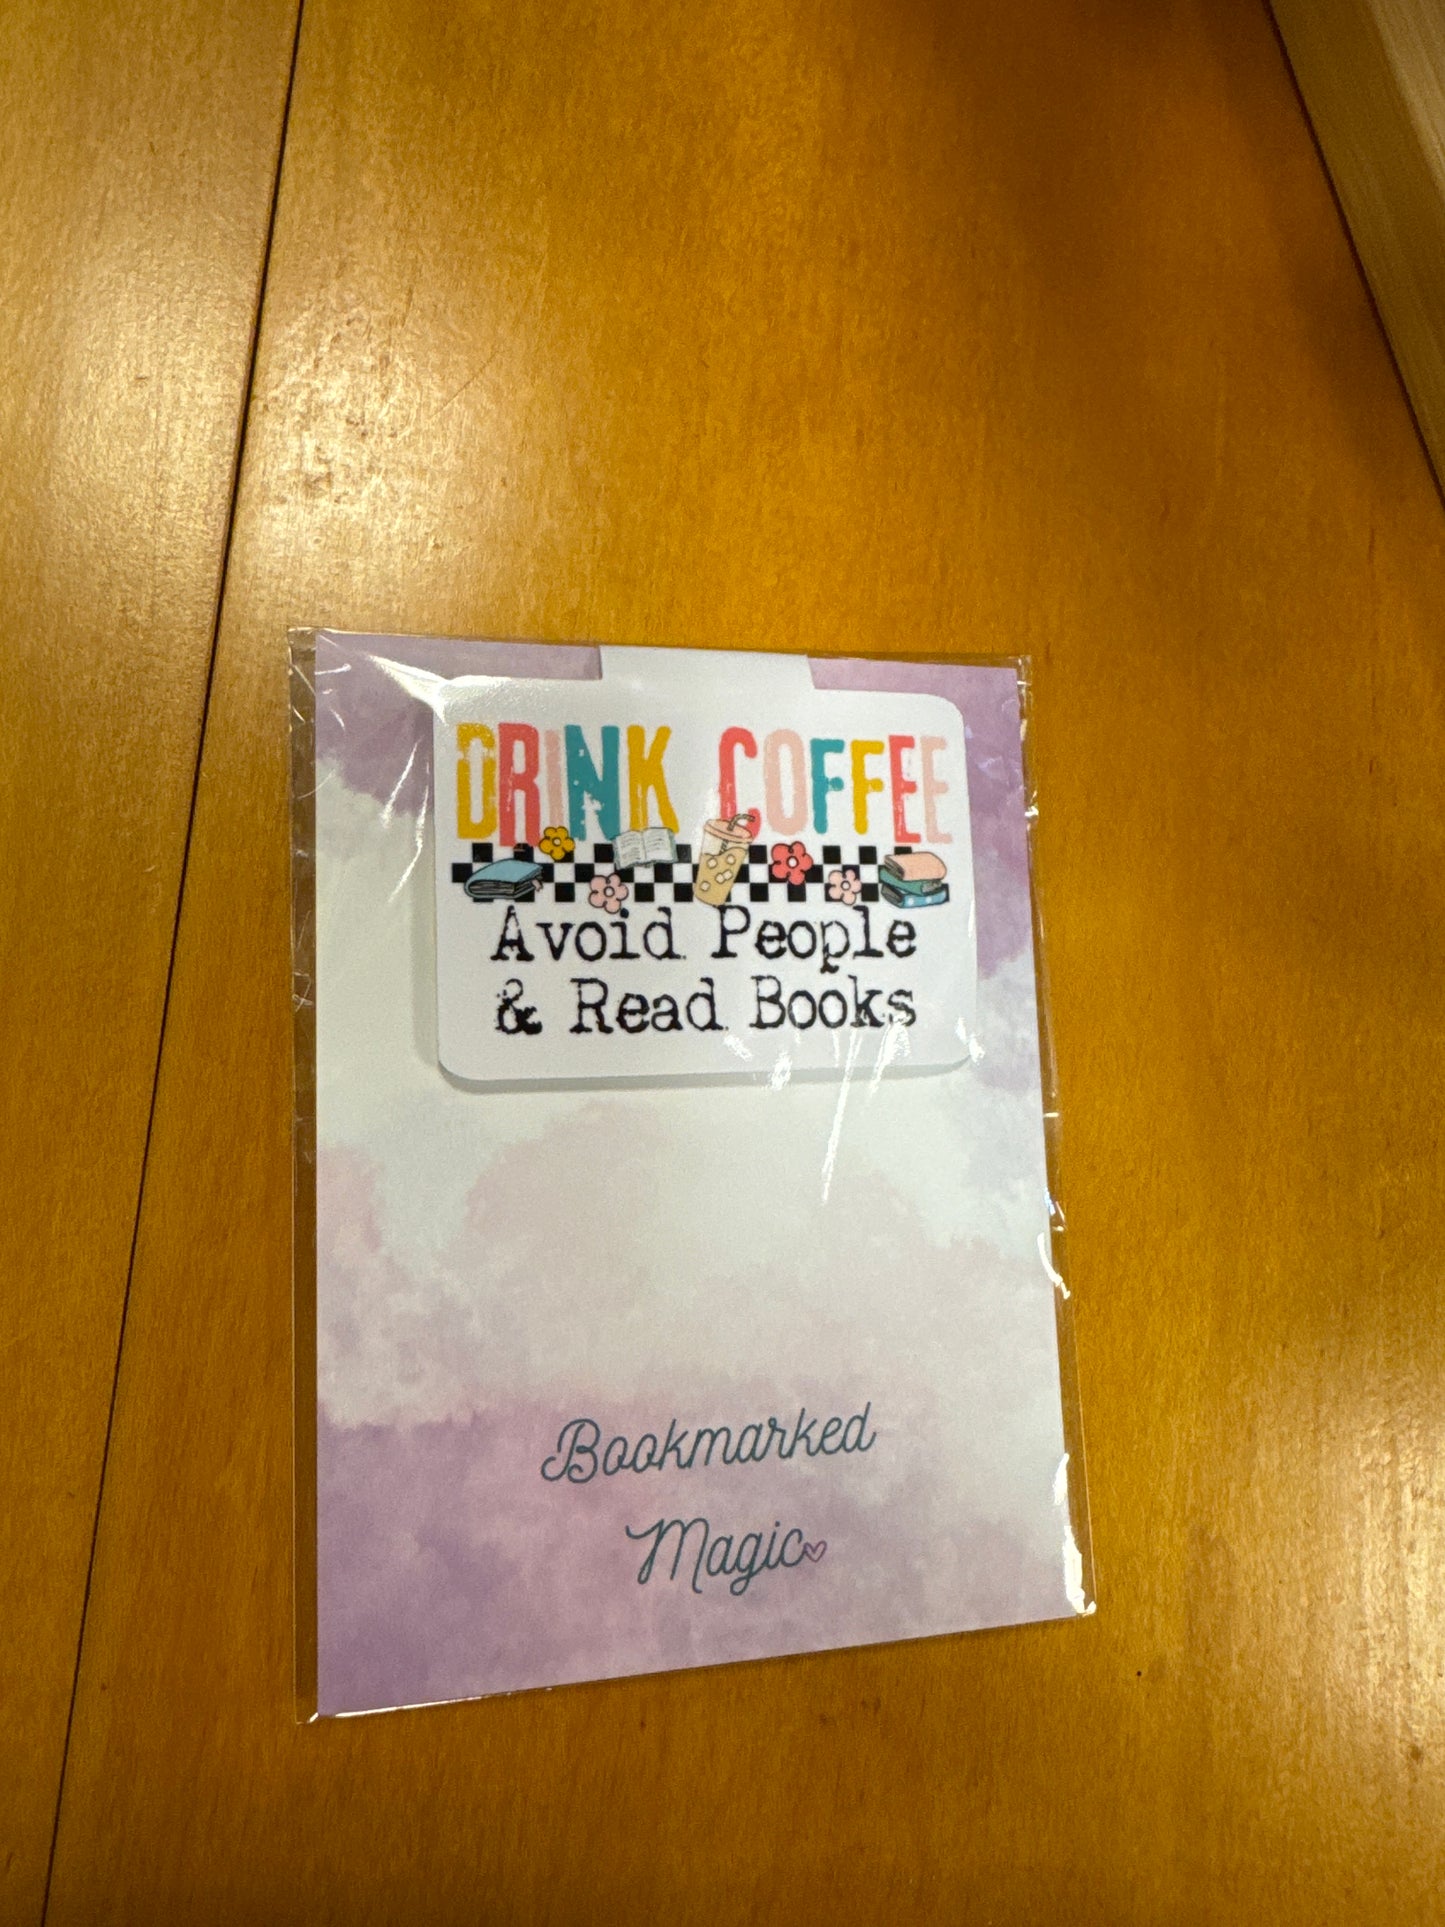 DRINK COFFEE
Avoid People
& Read Books
Bookmarked
Magic